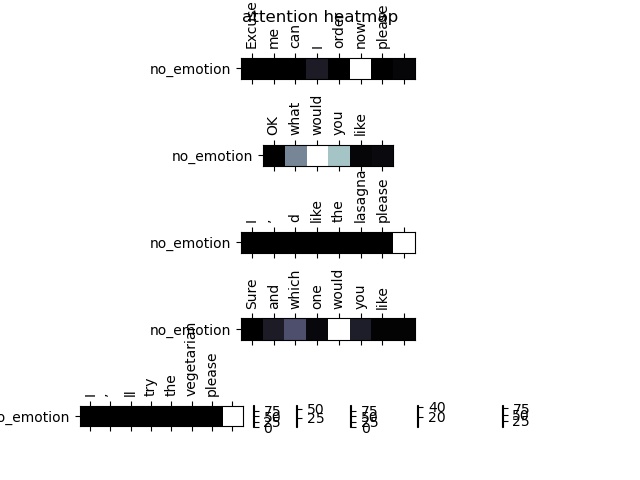 attention heatmap
Excuse me can I order now please
no_emotion
OK what would you like
no_emotion
I ' d like the lasagna please
no_emotion
Sure and which one would you like
no_emotion
I ' ll try the vegetarian please
o_emotion
75 50 75 40 75
50 25 50 20 50
25 25 25
0 0